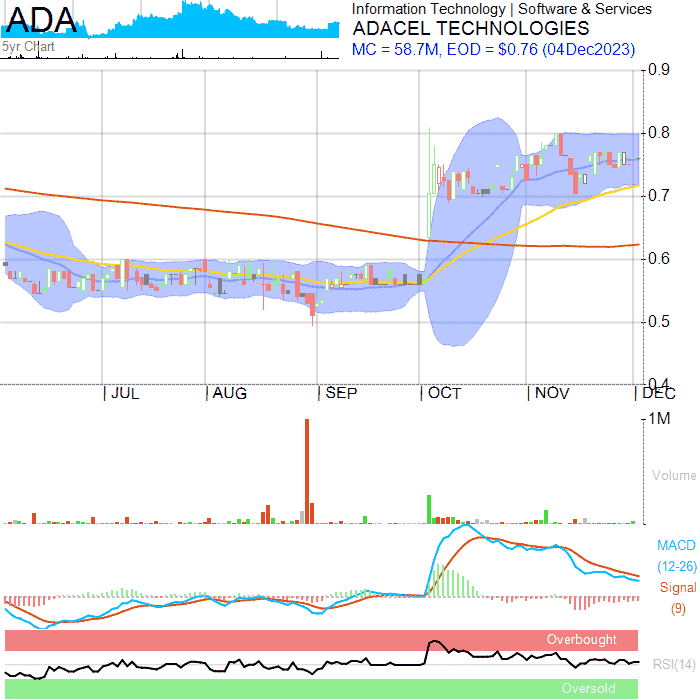 ADA
5yr Chart
Information Technology | Software & Services
ADACEL TECHNOLOGIES
MC = 58.7M, EOD = $0.76 (04Dec2023)
0.9
0.8
0.7
0.6
0.5
0.4
JUL AUG SEP OCT NOV DEC
1M
Volume
MACD
(12-26)
Signal
(9)
Overbought
RSI(14)
Oversold